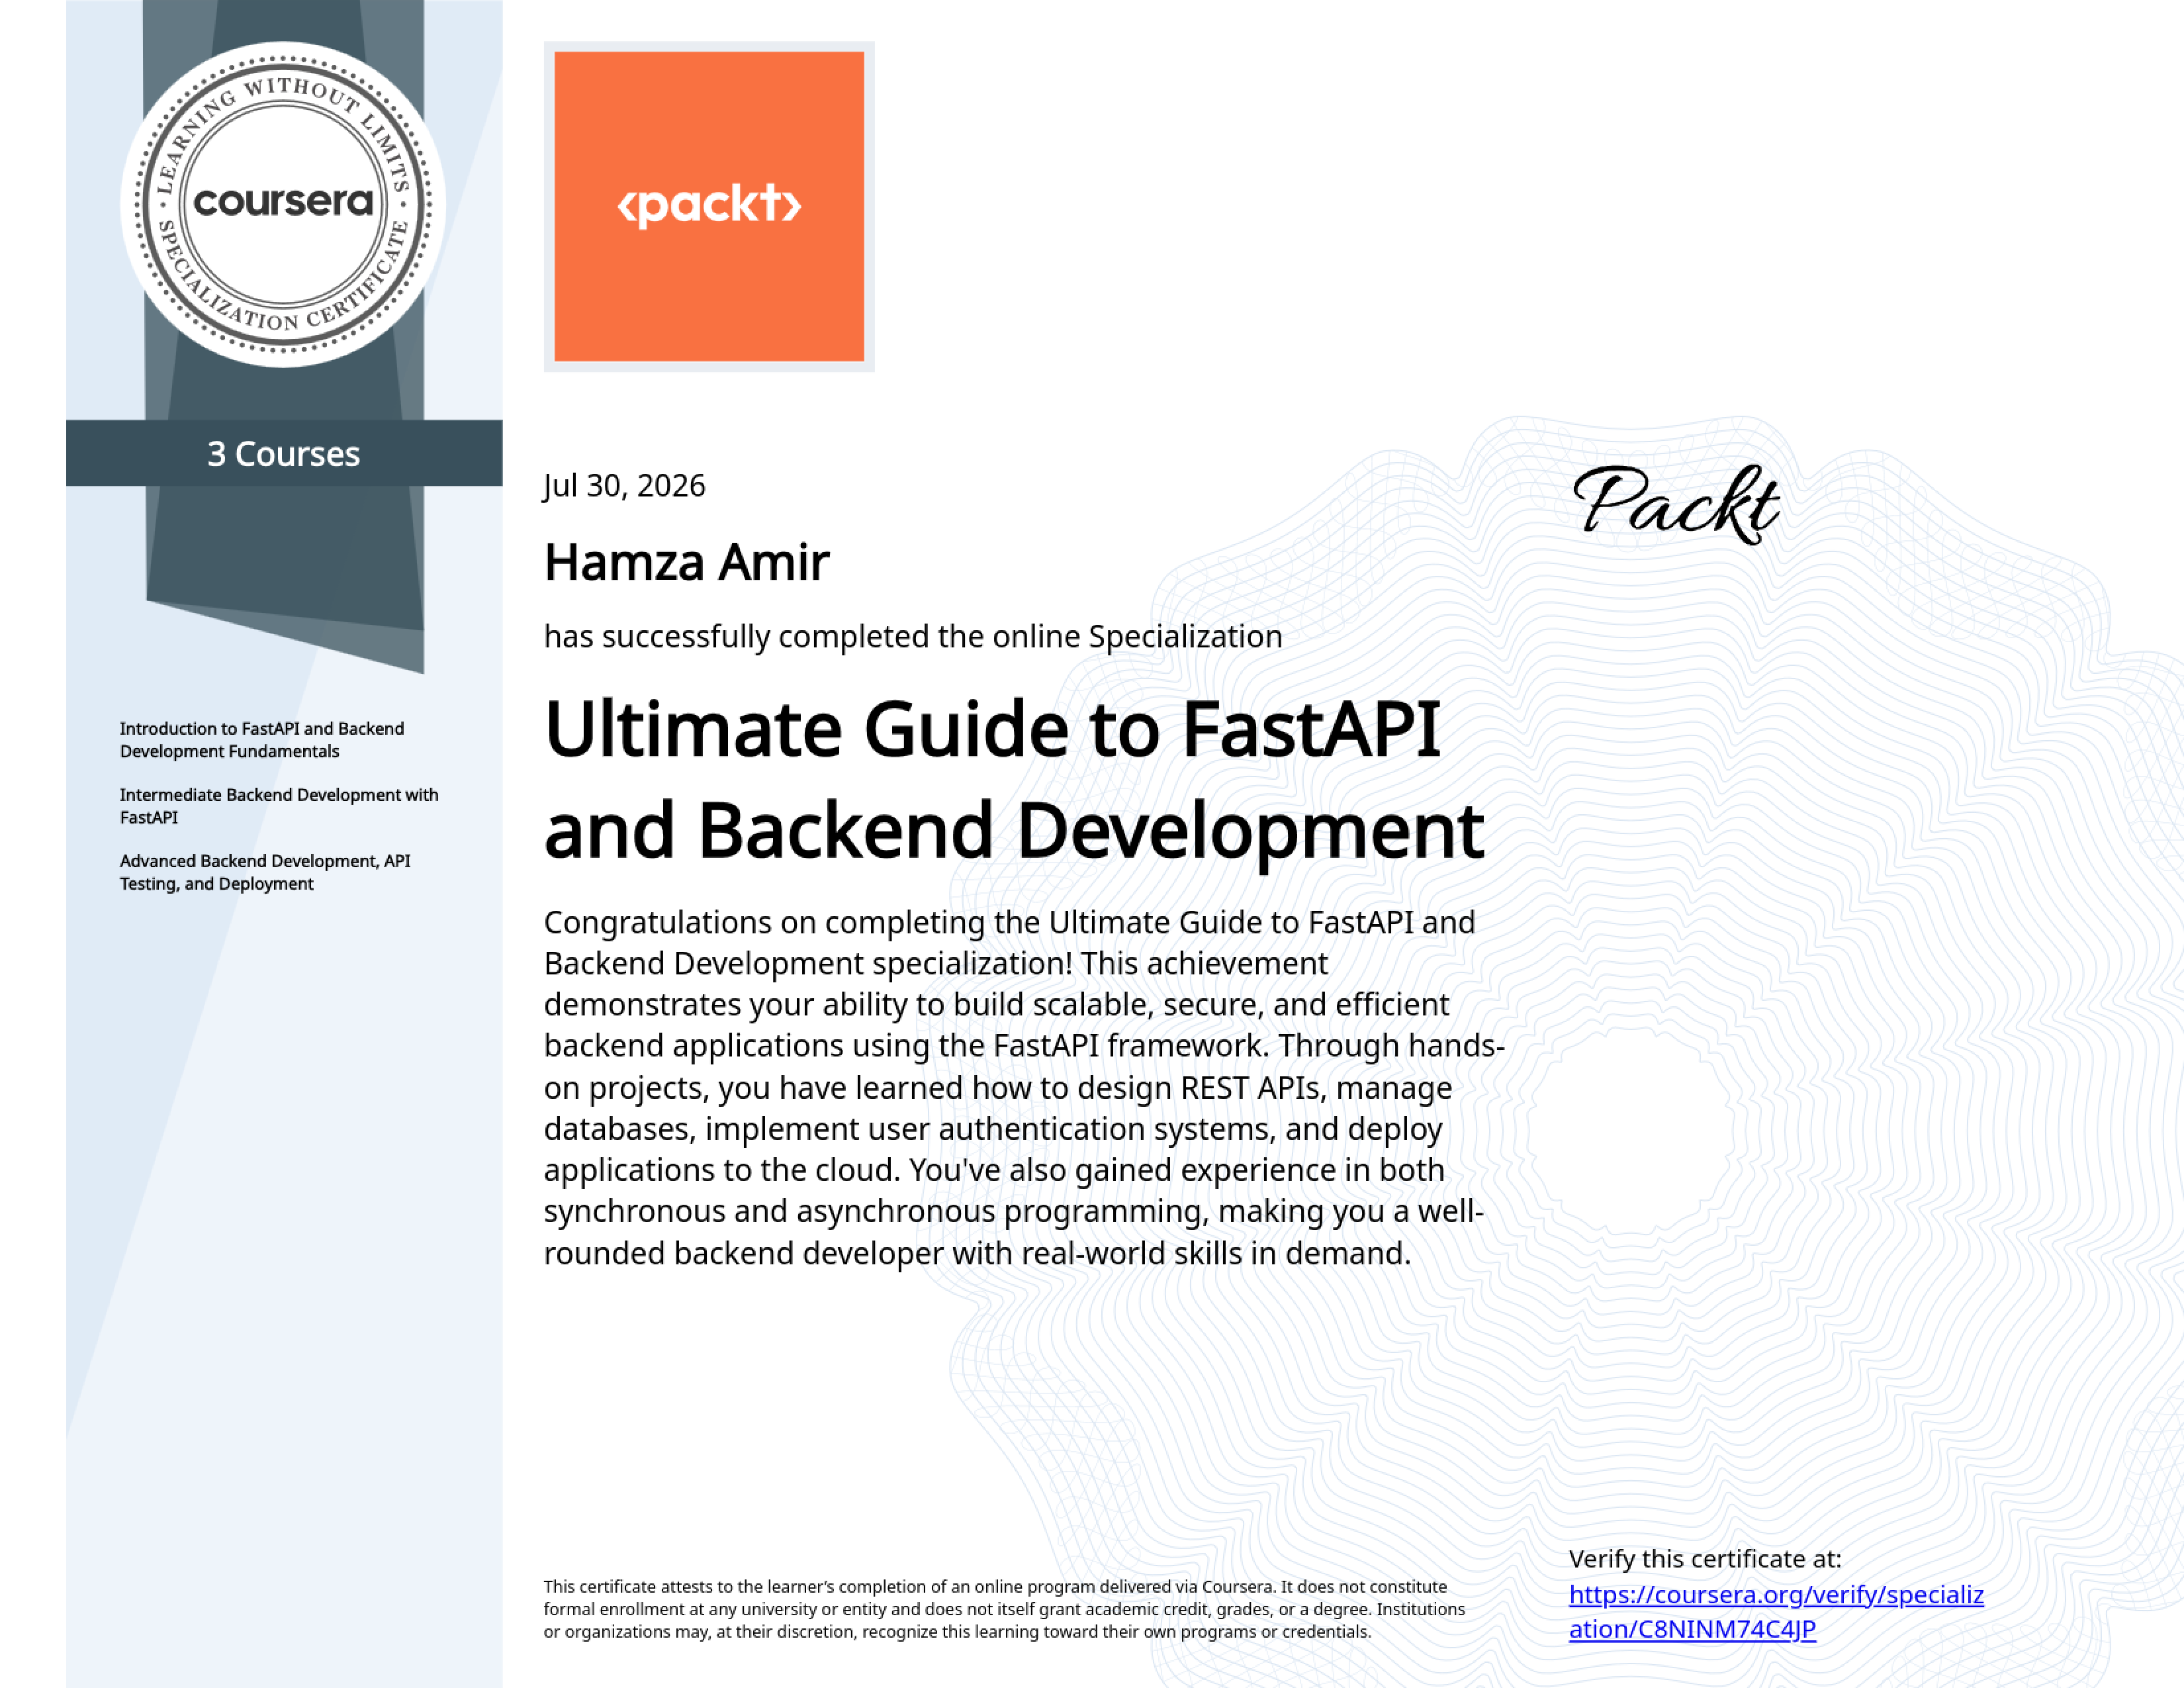 LEARNING WITHOUT LIMITS
coursera
SPECIALIZATION CERTIFICATE
3 Courses
Introduction to FastAPI and Backend
Development Fundamentals
Intermediate Backend Development with
FastAPI
Advanced Backend Development, API
Testing, and Deployment
<packt>
Jul 30, 2026
Hamza Amir
has successfully completed the online Specialization
Ultimate Guide to FastAPI
and Backend Development
Congratulations on completing the Ultimate Guide to FastAPI and
Backend Development specialization! This achievement
demonstrates your ability to build scalable, secure, and efficient
backend applications using the FastAPI framework. Through hands-
on projects, you have learned how to design REST APIs, manage
databases, implement user authentication systems, and deploy
applications to the cloud. You've also gained experience in both
synchronous and asynchronous programming, making you a well-
rounded backend developer with real-world skills in demand.
Packt
This certificate attests to the learner’s completion of an online program delivered via Coursera. It does not constitute
formal enrollment at any university or entity and does not itself grant academic credit, grades, or a degree. Institutions
or organizations may, at their discretion, recognize this learning toward their own programs or credentials.
Verify this certificate at:
https://coursera.org/verify/specializ
ation/C8NINM74C4JP